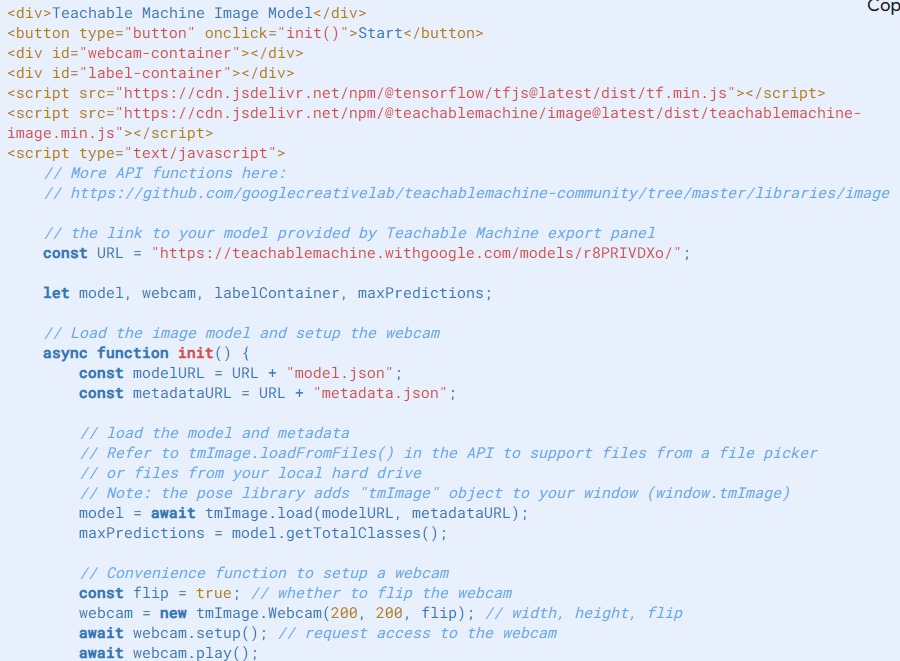 Cop
<div>Teachable Machine Image Model</div>
<button type="button" onclick="init()">Start</button>
<div id="webcam-container"></div>
<div id="label-container"></div>
<script src="https://cdn.jsdelivr.net/npm/@tensorflow/tfjs@latest/dist/tf.min.js"></script>
<script src="https://cdn.jsdelivr.net/npm/@teachablemachine/image@latest/dist/teachablemachine-
image.min.js"></script>
<script type="text/javascript">
    // More API functions here:
    // https://github.com/googlecreativelab/teachablemachine-community/tree/master/libraries/image

    // the link to your model provided by Teachable Machine export panel
    const URL = "https://teachablemachine.withgoogle.com/models/r8PRIVDXo/";

    let model, webcam, labelContainer, maxPredictions;

    // Load the image model and setup the webcam
    async function init() {
        const modelURL = URL + "model.json";
        const metadataURL = URL + "metadata.json";

        // load the model and metadata
        // Refer to tmImage.loadFromFiles() in the API to support files from a file picker
        // or files from your local hard drive
        // Note: the pose library adds "tmImage" object to your window (window.tmImage)
        model = await tmImage.load(modelURL, metadataURL);
        maxPredictions = model.getTotalClasses();

        // Convenience function to setup a webcam
        const flip = true; // whether to flip the webcam
        webcam = new tmImage.Webcam(200, 200, flip); // width, height, flip
        await webcam.setup(); // request access to the webcam
        await webcam.play();